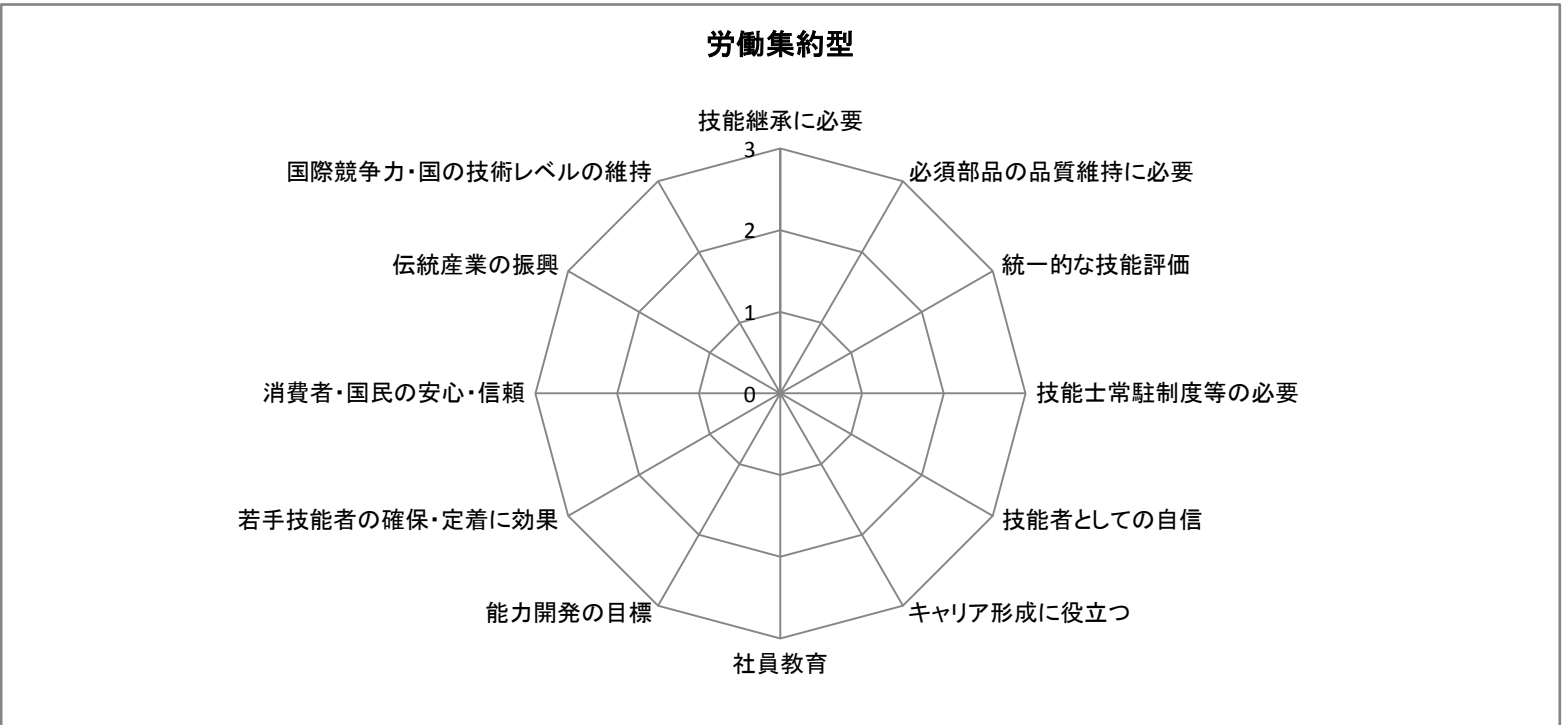 労働集約型
技能継承に必要
必須部品の品質維持に必要
統一的な技能評価
技能士常駐制度等の必要
技能者としての自信
キャリア形成に役立つ
社員教育
能力開発の目標
若手技能者の確保・定着に効果
消費者・国民の安心・信頼
伝統産業の振興
国際競争力・国の技術レベルの維持
3
2
1
0